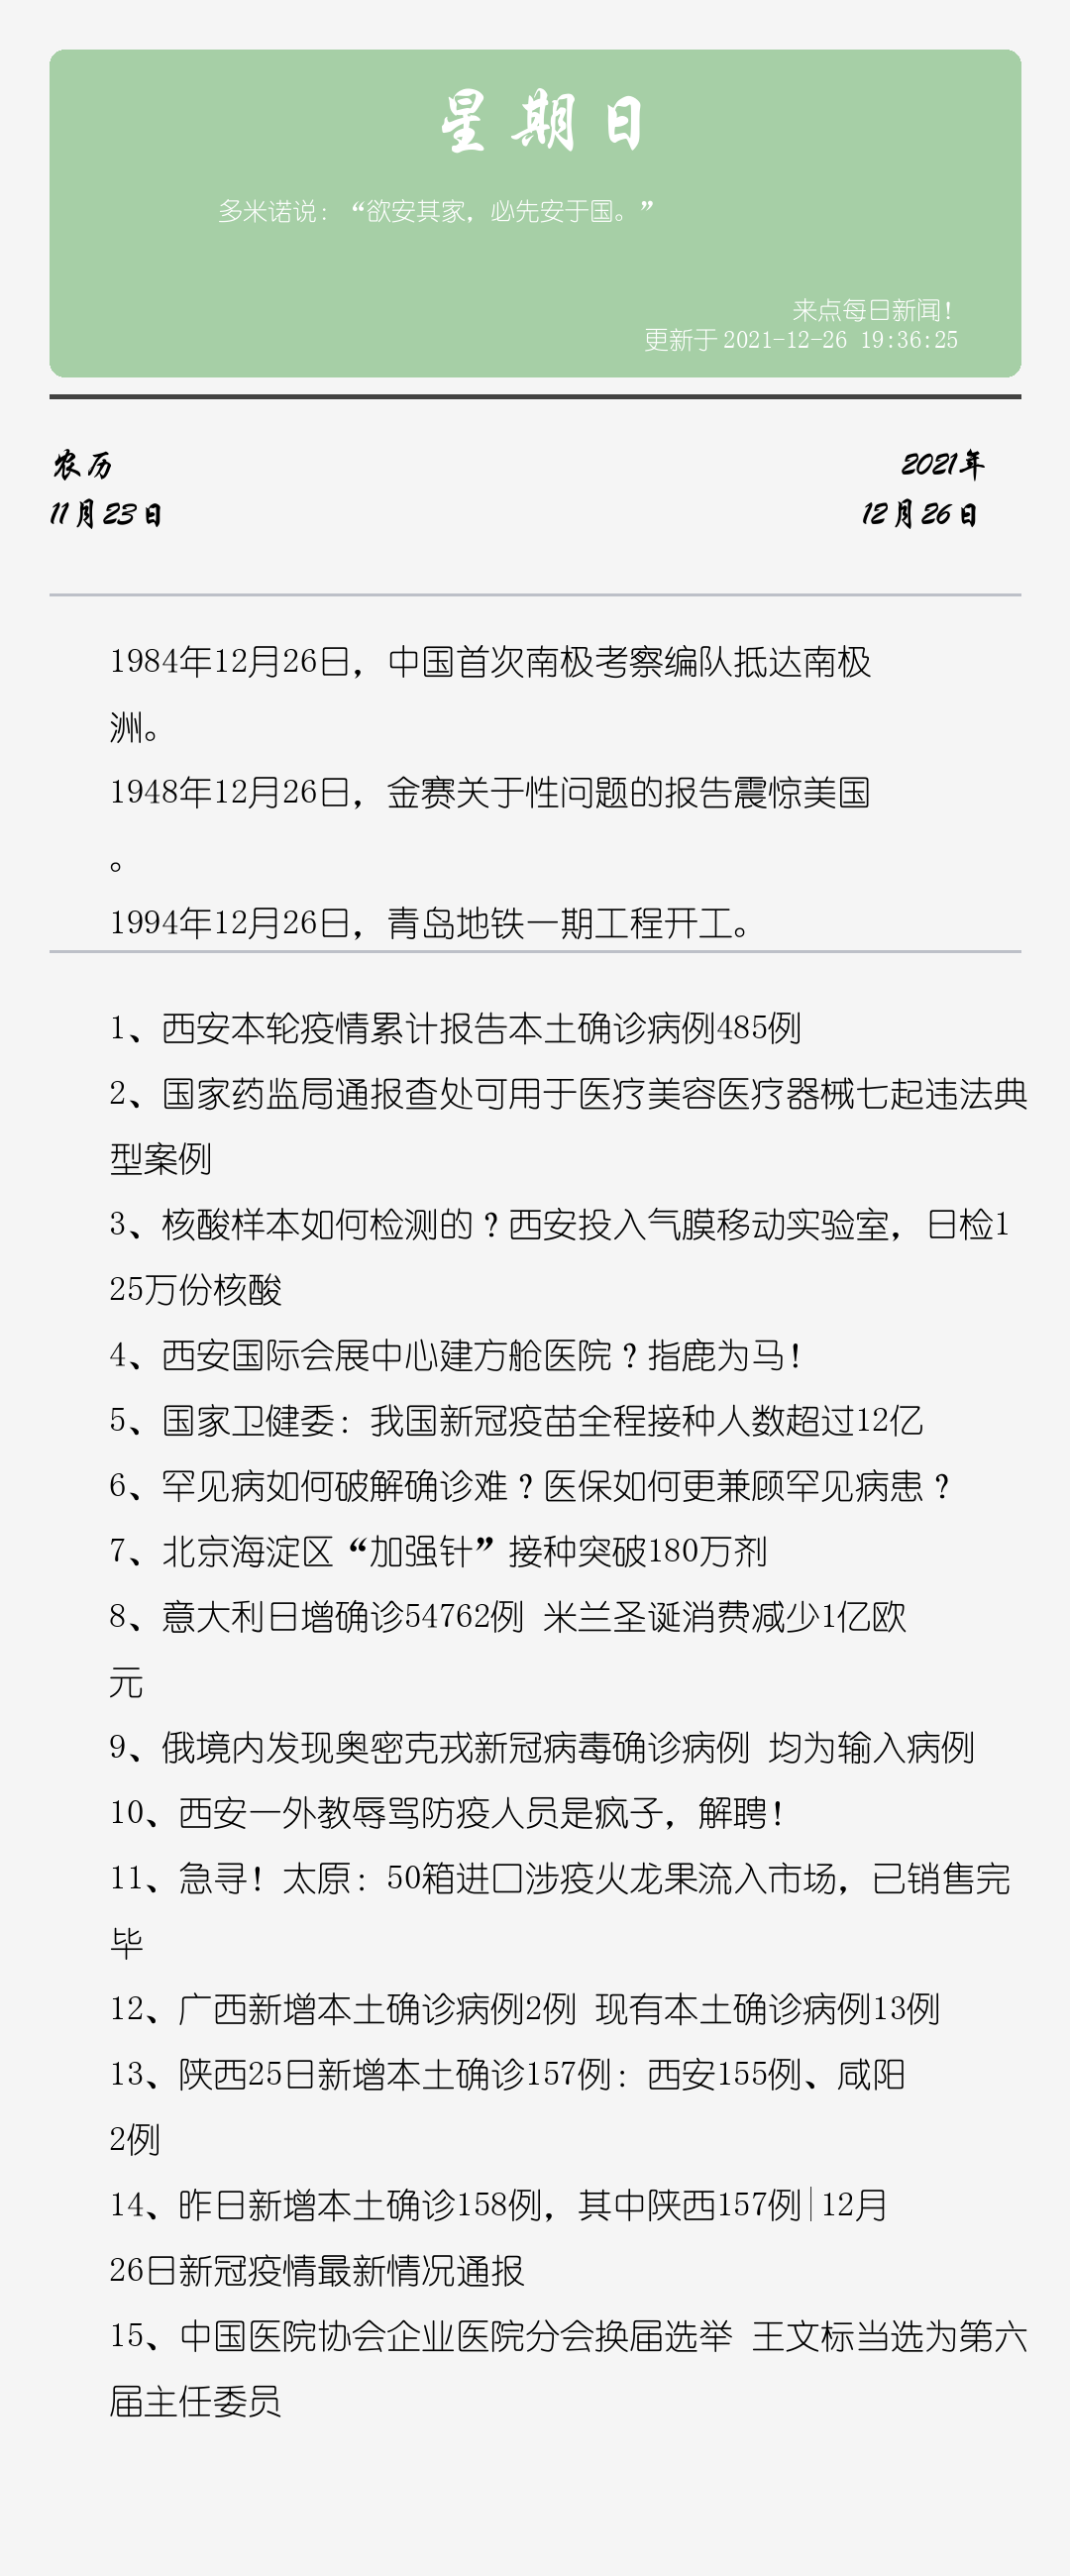 星期日
多米诺说：“欲安其家，必先安于国。”
来点每日新闻！
更新于 2021-12-26 19:36:25
农历
2021年
11月23日
12月26日
1984年12月26日，中国首次南极考察编队抵达南极
洲。
1948年12月26日，金赛关于性问题的报告震惊美国
。
1994年12月26日，青岛地铁一期工程开工。
1、西安本轮疫情累计报告本土确诊病例485例
2、国家药监局通报查处可用于医疗美容医疗器械七起违法典
型案例
3、核酸样本如何检测的？西安投入气膜移动实验室，日检1
25万份核酸
4、西安国际会展中心建方舱医院？指鹿为马！
5、国家卫健委：我国新冠疫苗全程接种人数超过12亿
6、罕见病如何破解确诊难？医保如何更兼顾罕见病患？
7、北京海淀区“加强针”接种突破180万剂
8、意大利日增确诊54762例 米兰圣诞消费减少1亿欧
元
9、俄境内发现奥密克戎新冠病毒确诊病例 均为输入病例
10、西安一外教辱骂防疫人员是疯子，解聘！
11、急寻！太原：50箱进口涉疫火龙果流入市场，已销售完
毕
12、广西新增本土确诊病例2例 现有本土确诊病例13例
13、陕西25日新增本土确诊157例：西安155例、咸阳
2例
14、昨日新增本土确诊158例，其中陕西157例|12月
26日新冠疫情最新情况通报
15、中国医院协会企业医院分会换届选举 王文标当选为第六
届主任委员